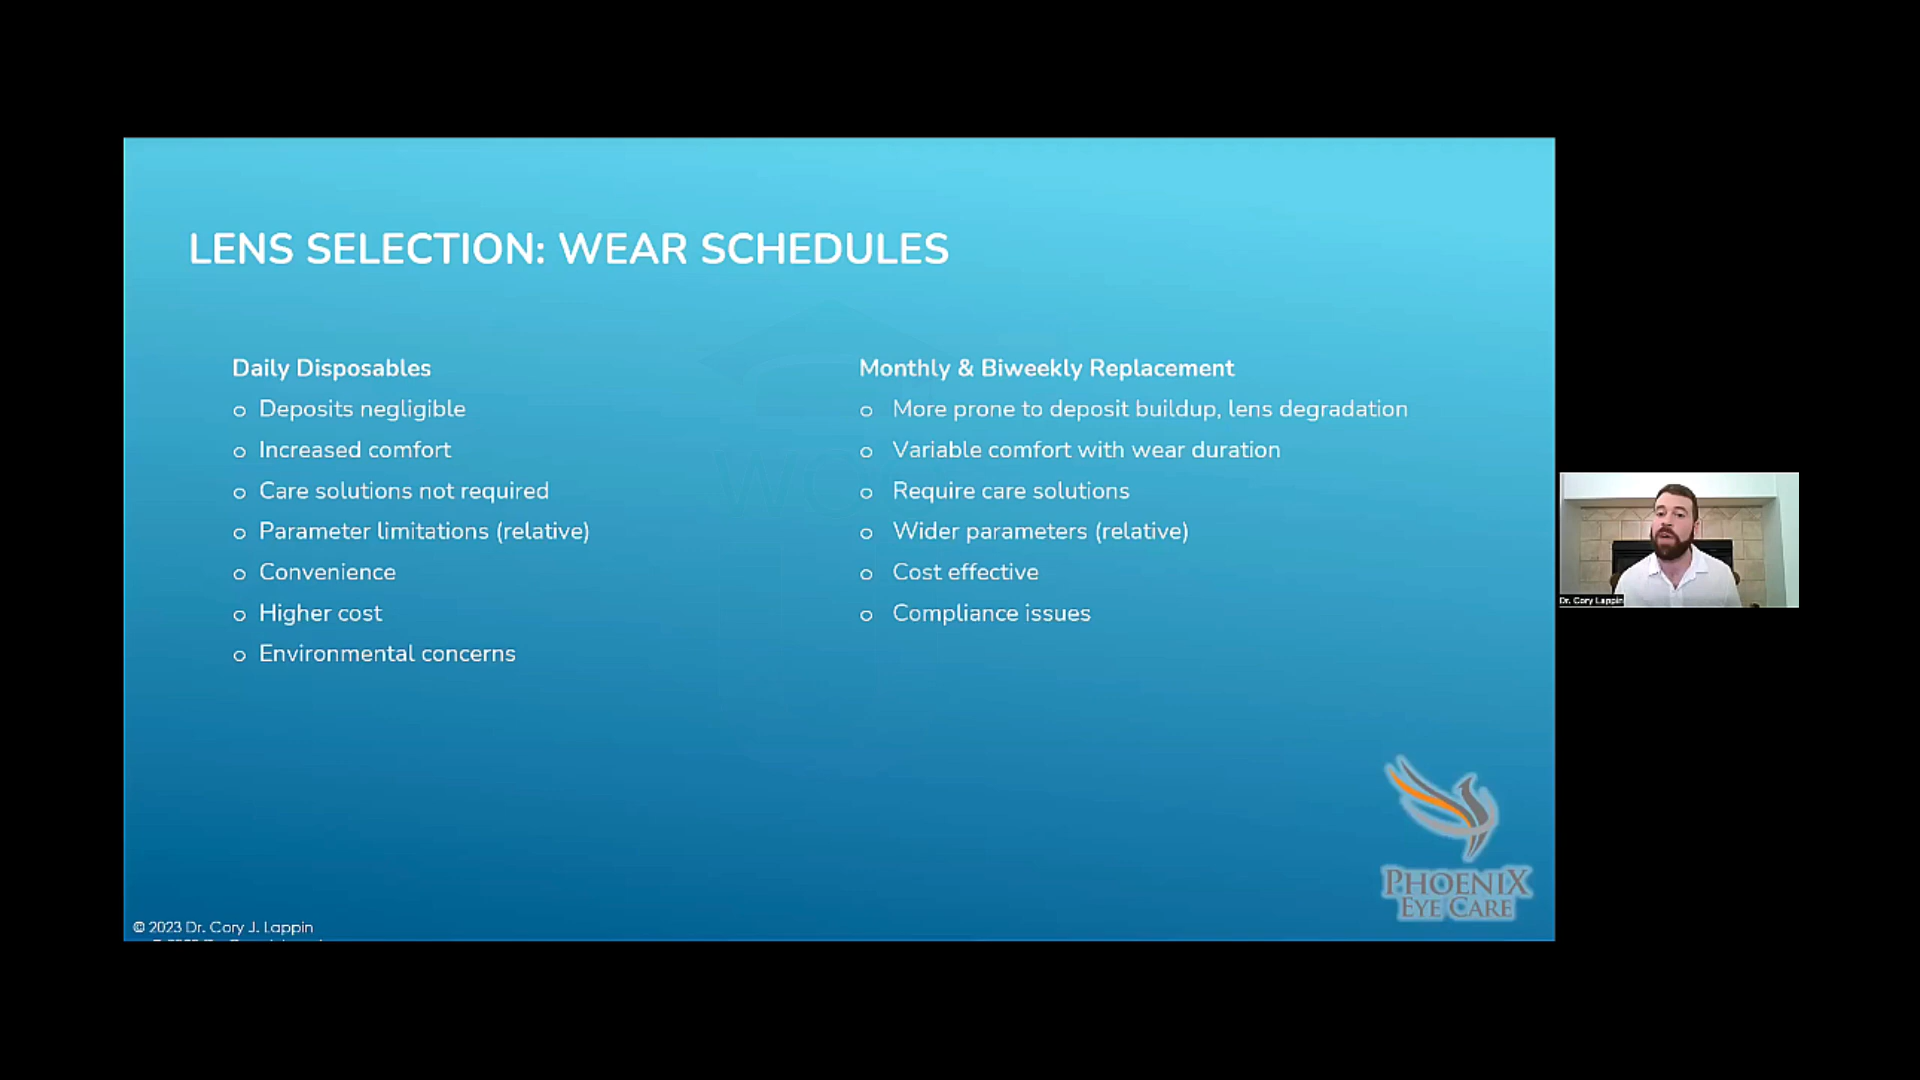 LENS SELECTION: WEAR SCHEDULES
Daily Disposables
o Deposits negligible
o Increased comfort
o Care solutions not required
o Parameter limitations (relative)
o Convenience
o Higher cost
o Environmental concerns
Monthly & Biweekly Replacement
o More prone to deposit buildup, lens degradation
o Variable comfort with wear duration
o Require care solutions
o Wider parameters (relative)
o Cost effective
o Compliance issues
Dr. Cory Lappin
PHOENIX
EYE CARE
© 2023 Dr. Cory J. Lappin